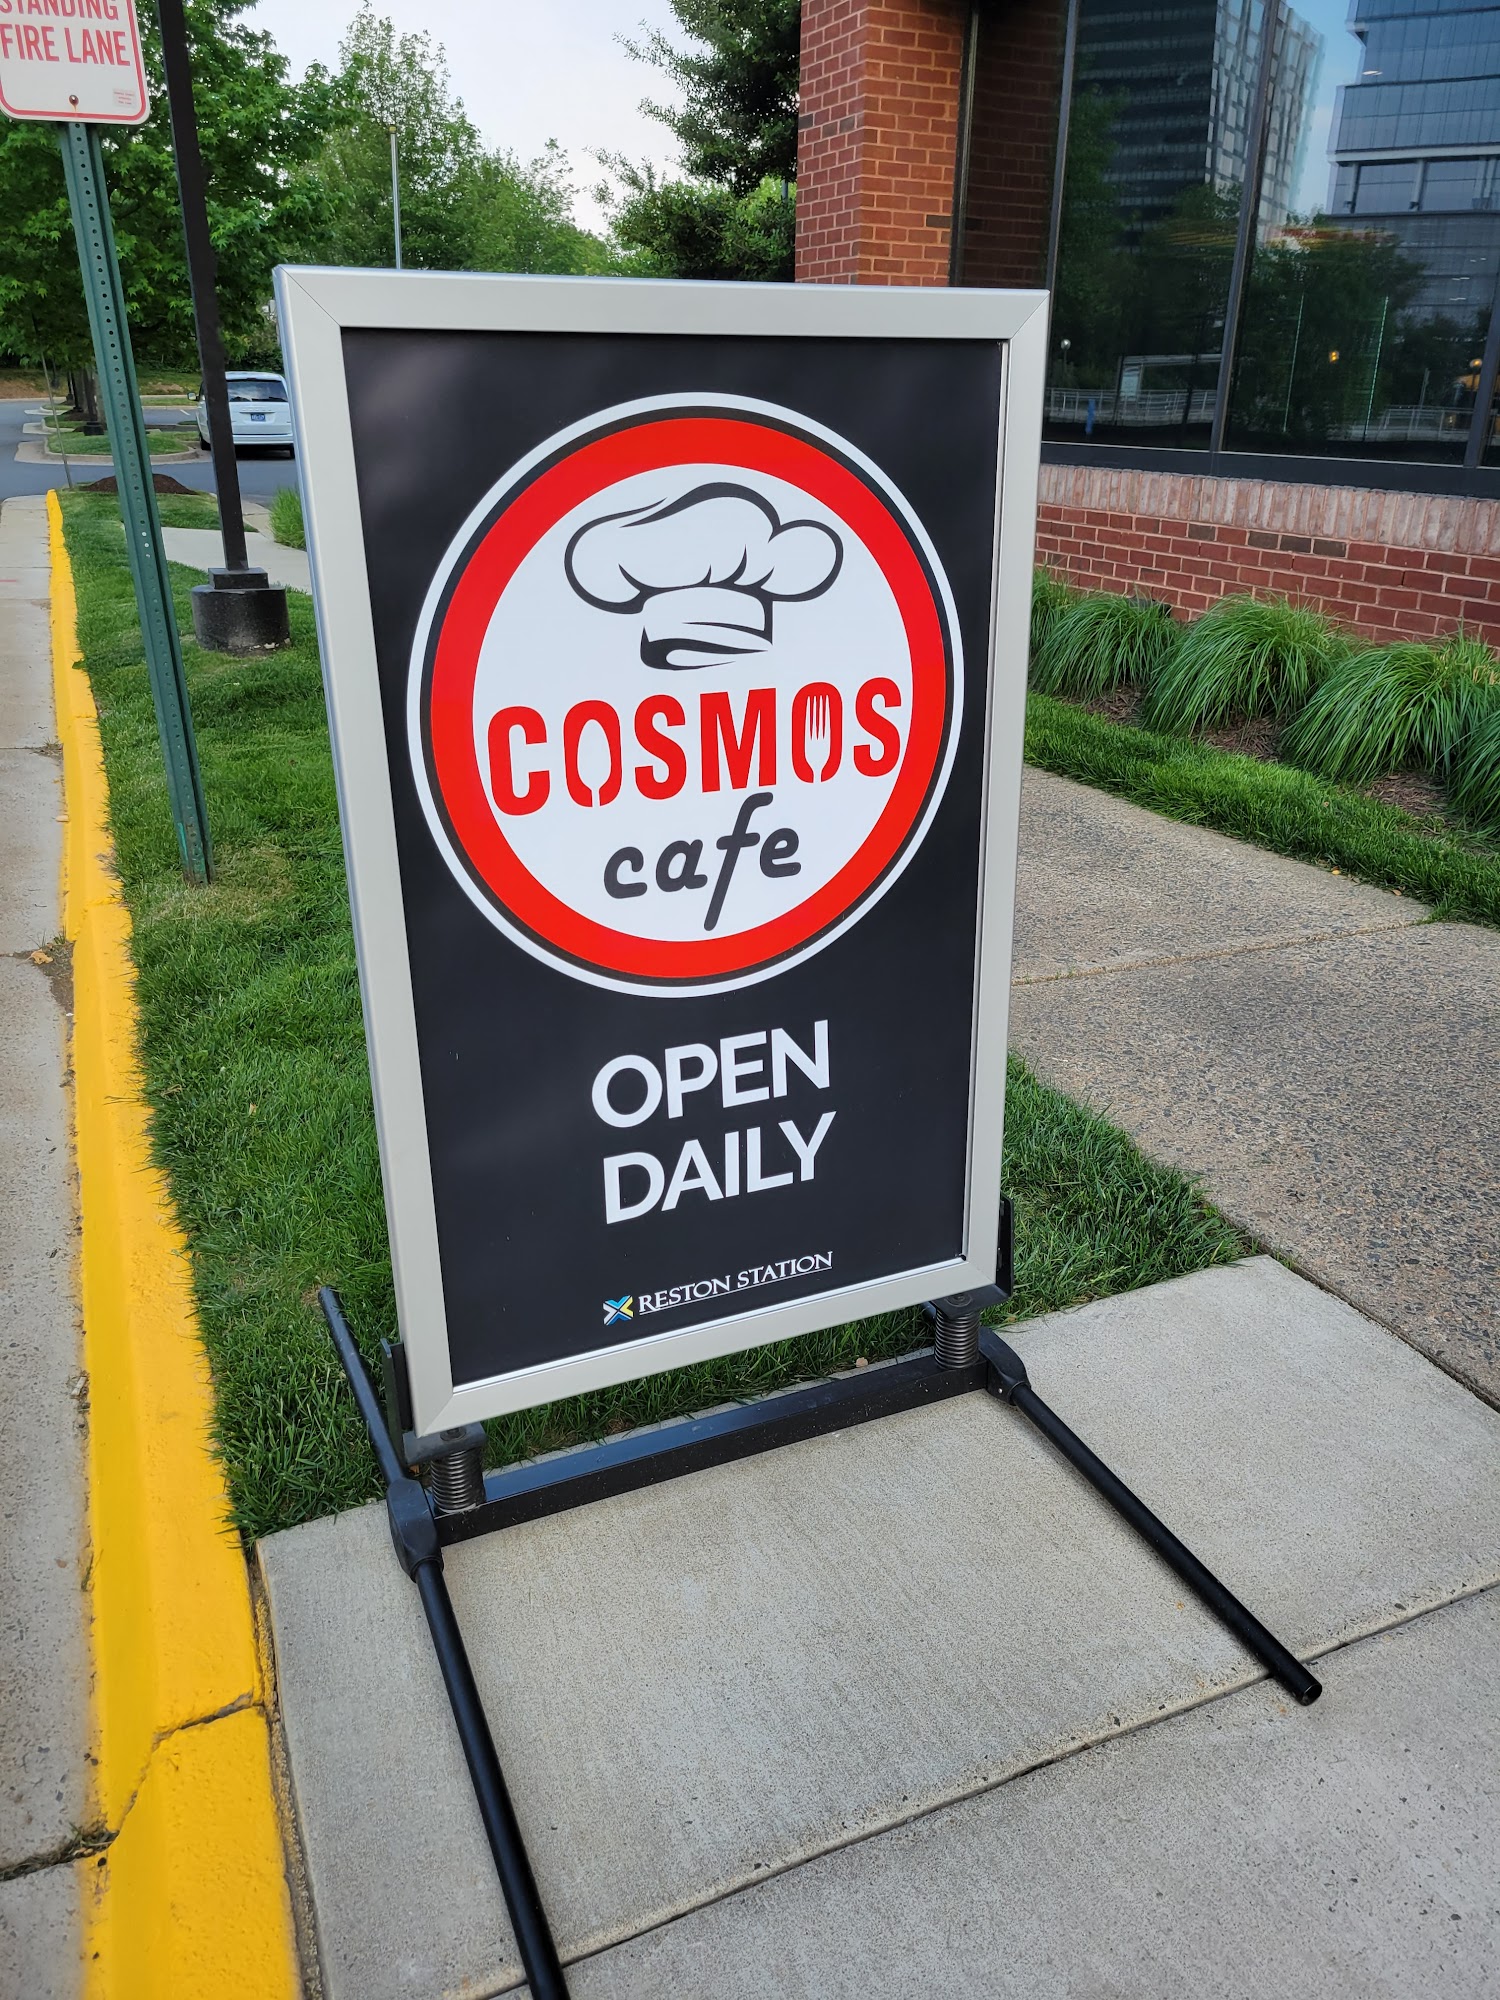 STANDING
FIRE LANE
COSMOS
cafe
OPEN
DAILY
RESTON STATION